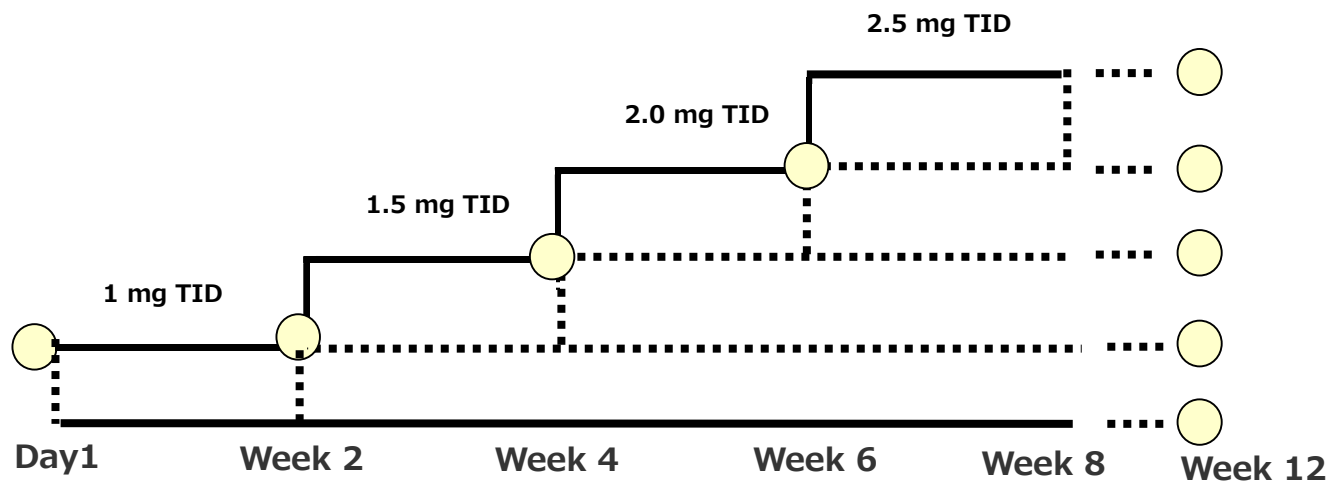 2.5 mg TID
2.0 mg TID
1.5 mg TID
1 mg TID
Day1
Week 2
Week 4
Week 6
Week 8
Week 12